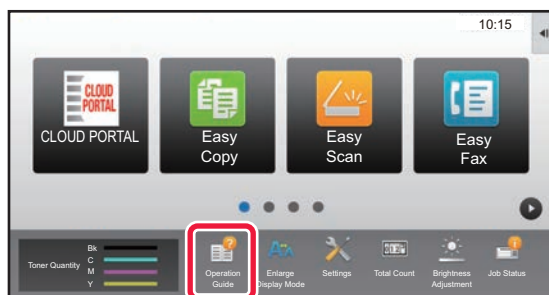 10:15
CLOUD
PORTAL
CLOUD PORTAL
Easy
Copy
Easy
Scan
Easy
Fax
Toner Quantity
Bk
C
M
Y
Operation
Guide
Enlarge
Display Mode
Settings
Total Count
Brightness
Adjustment
Job Status